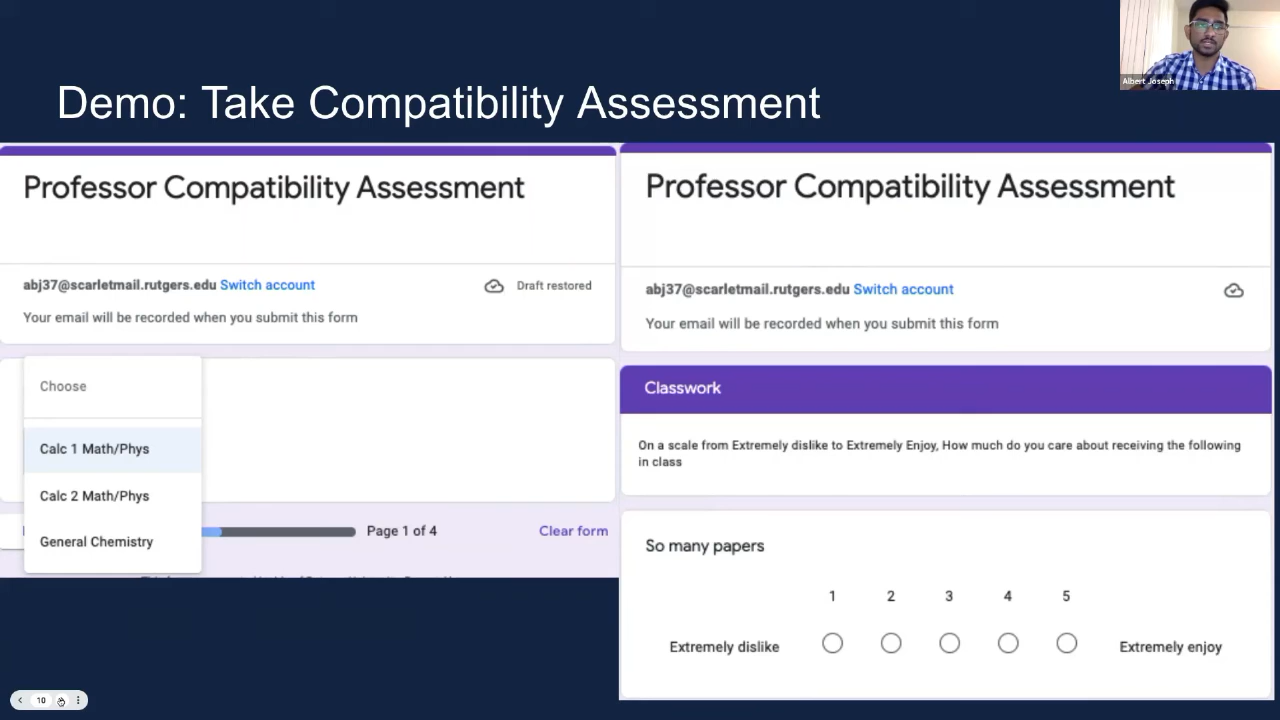 Albert Joseph
Demo: Take Compatibility Assessment
Professor Compatibility Assessment
abj37@scarletmail.rutgers.edu Switch account
Draft restored
Your email will be recorded when you submit this form
Choose
Calc 1 Math/Phys
Calc 2 Math/Phys
General Chemistry
Page 1 of 4
Clear form
Professor Compatibility Assessment
abj37@scarletmail.rutgers.edu Switch account
Your email will be recorded when you submit this form
Classwork
On a scale from Extremely dislike to Extremely Enjoy, How much do you care about receiving the following
in class
So many papers
1 2 3 4 5
Extremely dislike
Extremely enjoy
10